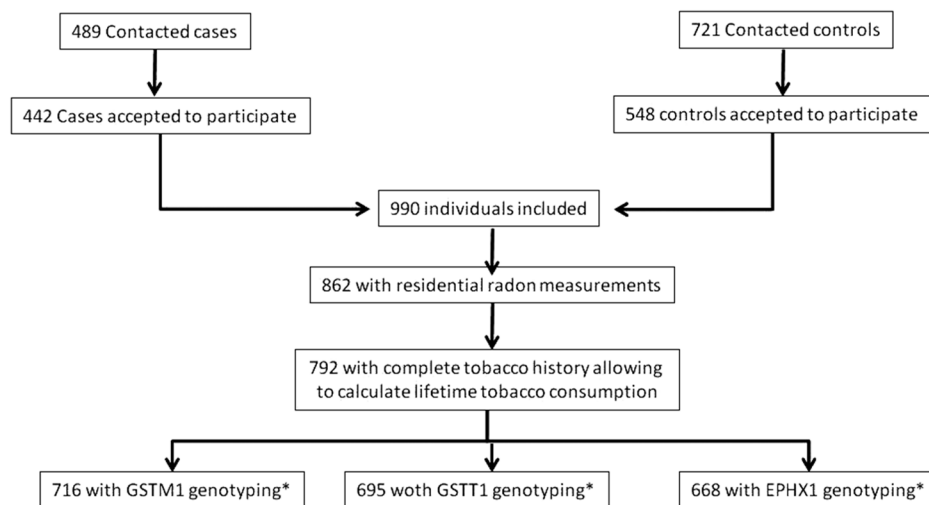 489 Contacted cases
721 Contacted controls
442 Cases accepted to participate
548 controls accepted to participate
990 individuals included
862 with residential radon measurements
792 with complete tobacco history allowing
to calculate lifetime tobacco consumption
716 with GSTM1 genotyping*
695 woth GSTT1 genotyping*
668 with EPHX1 genotyping*